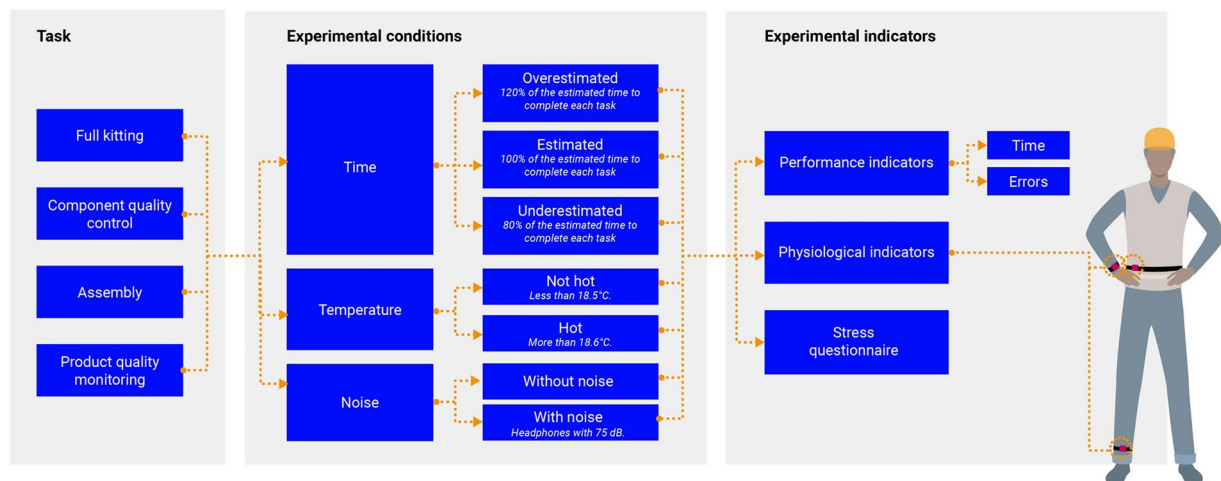 Task
Full kitting
Component quality
control
Assembly
Product quality
monitoring
Experimental conditions
Time
Overestimated
120% of the estimated time to
complete each task
Estimated
100% of the estimated time to
complete each task
Underestimated
80% of the estimated time to
complete each task
Temperature
Not hot
Less than 18.5°C.
Hot
More than 18.6°C.
Noise
Without noise
With noise
Headphones with 75 dB.
Experimental indicators
Performance indicators
Time
Errors
Physiological indicators
Stress
questionnaire